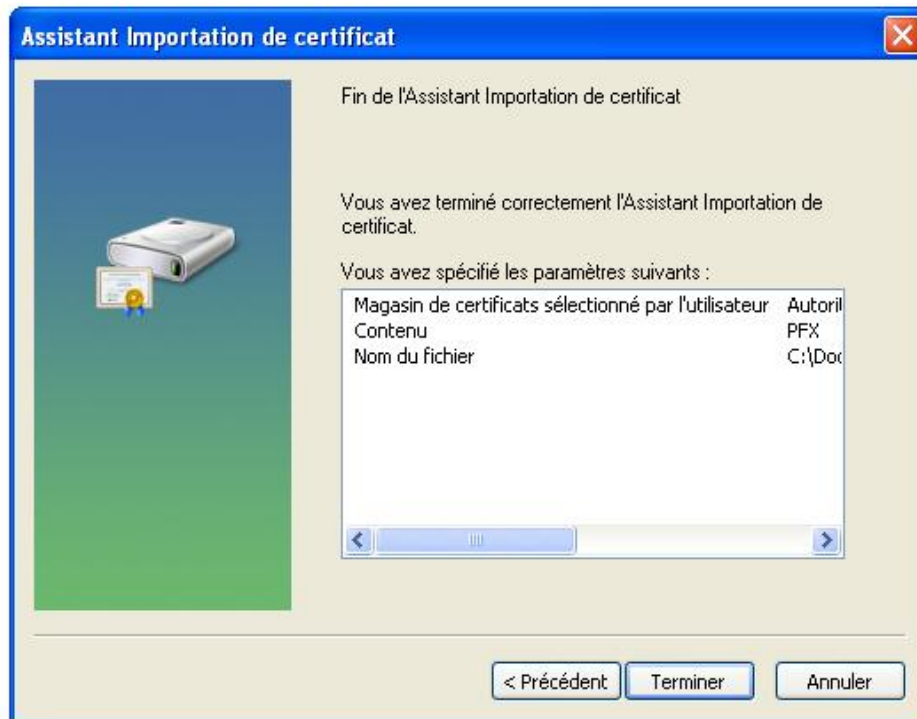 Assistant Importation de certificat
Fin de l'Assistant Importation de certificat
Vous avez terminé correctement l'Assistant Importation de
certificat.
Vous avez spécifié les paramètres suivants :
Magasin de certificats sélectionné par l'utilisateur Autori
Contenu PFX
Nom du fichier C:\Doc
< Précédent Terminer Annuler